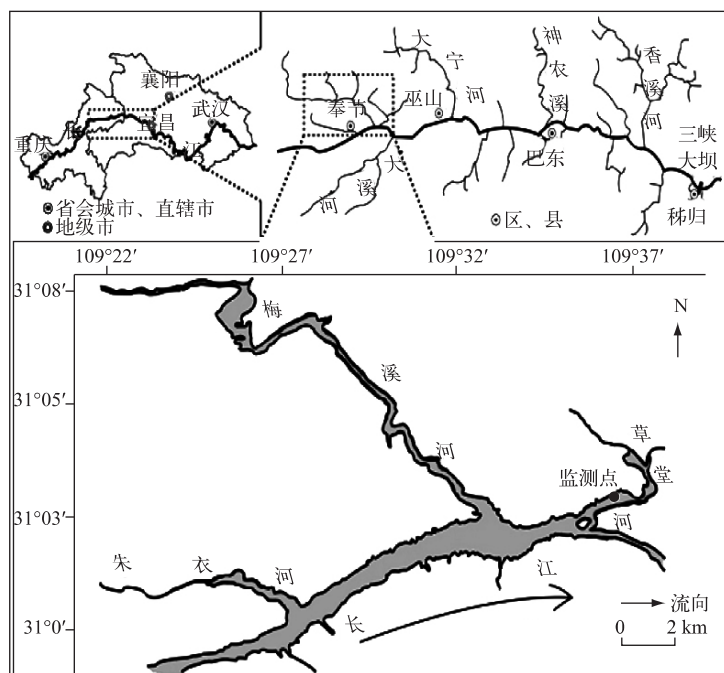 襄阳
武汉
宜昌
重庆
江
省会城市、直辖市
地级市
大宁河
神农溪
香溪河
奉节
巫山
巴东
三峡
大坝
秭归
大溪河
区、县
109°22′ 109°27′ 109°32′ 109°37′
31°08′
31°05′
31°03′
31°0′
N
梅溪河
草堂河
监测点
朱衣河
长江
流向
0 2 km